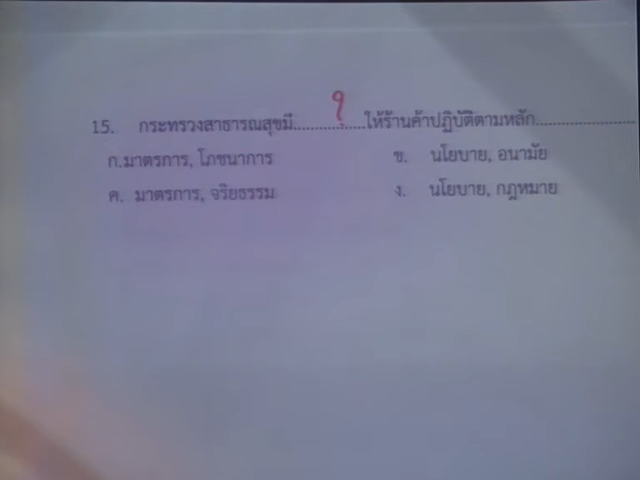 15. กระทรวงสาธารณสุขมี..................ให้ร้านค้าปฏิบัติตามหลัก......................
ก.มาตรการ, โภชนาการ ข. นโยบาย, อนามัย
ค. มาตรการ, จริยธรรม ง. นโยบาย, กฎหมาย